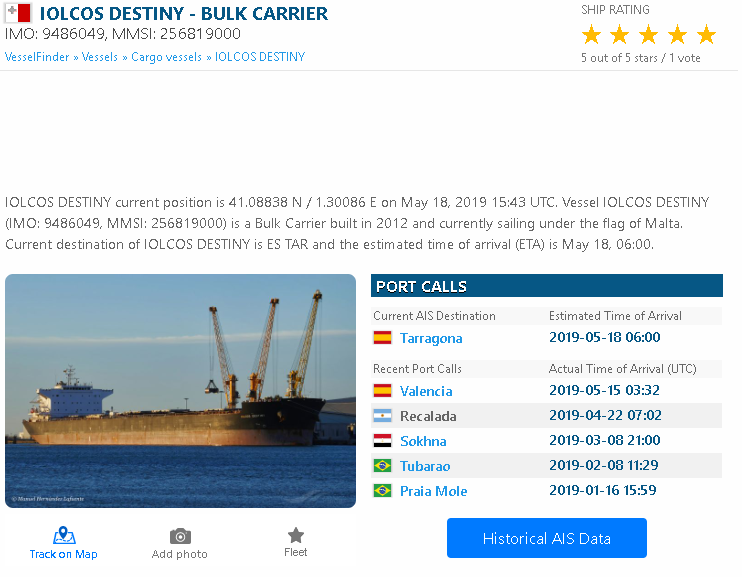 IOLCOS DESTINY - BULK CARRIER
IMO: 9486049, MMSI: 256819000
VesselFinder » Vessels » Cargo vessels » IOLCOS DESTINY
SHIP RATING
5 out of 5 stars / 1 vote
IOLCOS DESTINY current position is 41.08838 N / 1.30086 E on May 18, 2019 15:43 UTC. Vessel IOLCOS DESTINY
(IMO: 9486049, MMSI: 256819000) is a Bulk Carrier built in 2012 and currently sailing under the flag of Malta.
Current destination of IOLCOS DESTINY is ES TAR and the estimated time of arrival (ETA) is May 18, 06:00.
© Manuel Hernández Lafuente
Track on Map
Add photo
Fleet
PORT CALLS
Current AIS Destination Estimated Time of Arrival
Tarragona 2019-05-18 06:00
Recent Port Calls Actual Time of Arrival (UTC)
Valencia 2019-05-15 03:32
Recalada 2019-04-22 07:02
Sokhna 2019-03-08 21:00
Tubarao 2019-02-08 11:29
Praia Mole 2019-01-16 15:59
Historical AIS Data